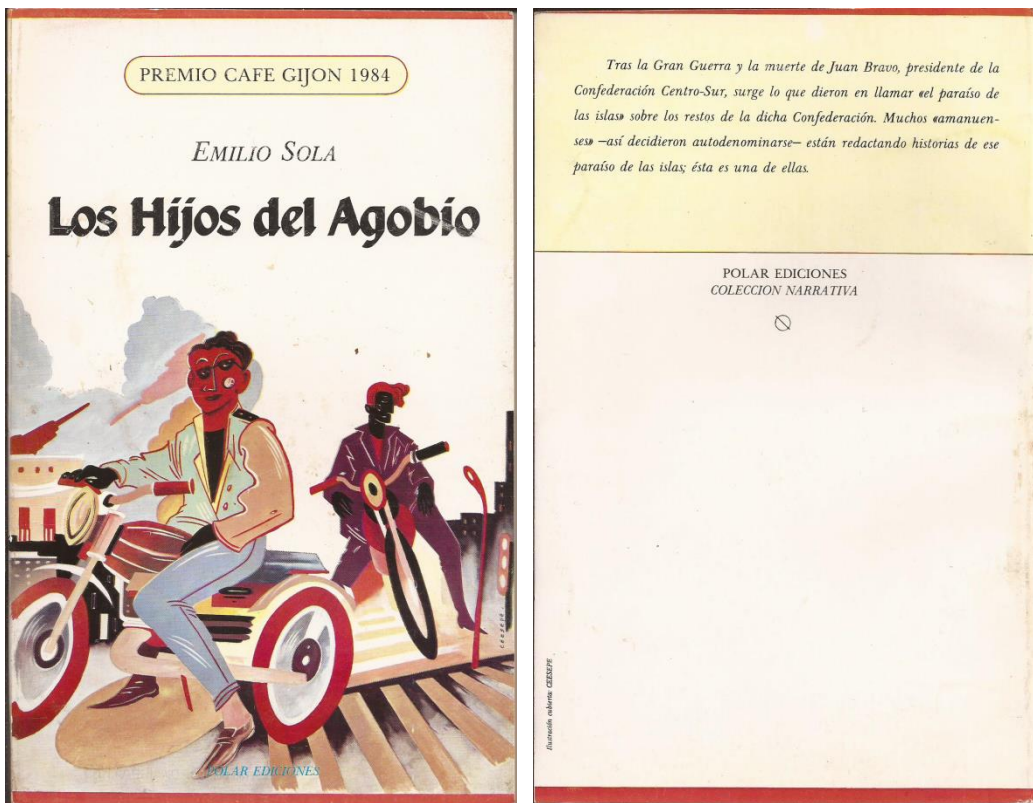 PREMIO CAFE GIJON 1984
EMILIO SOLA
Los Hijos del Agobio
CEESEPE
POLAR EDICIONES
Tras la Gran Guerra y la muerte de Juan Bravo, presidente de la
Confederación Centro-Sur, surge lo que dieron en llamar «el paraíso de
las islas» sobre los restos de la dicha Confederación. Muchos «amanuen-
ses» —así decidieron autodenominarse— están redactando historias de ese
paraíso de las islas; ésta es una de ellas.
POLAR EDICIONES
COLECCION NARRATIVA
Ilustración cubierta: CEESEPE